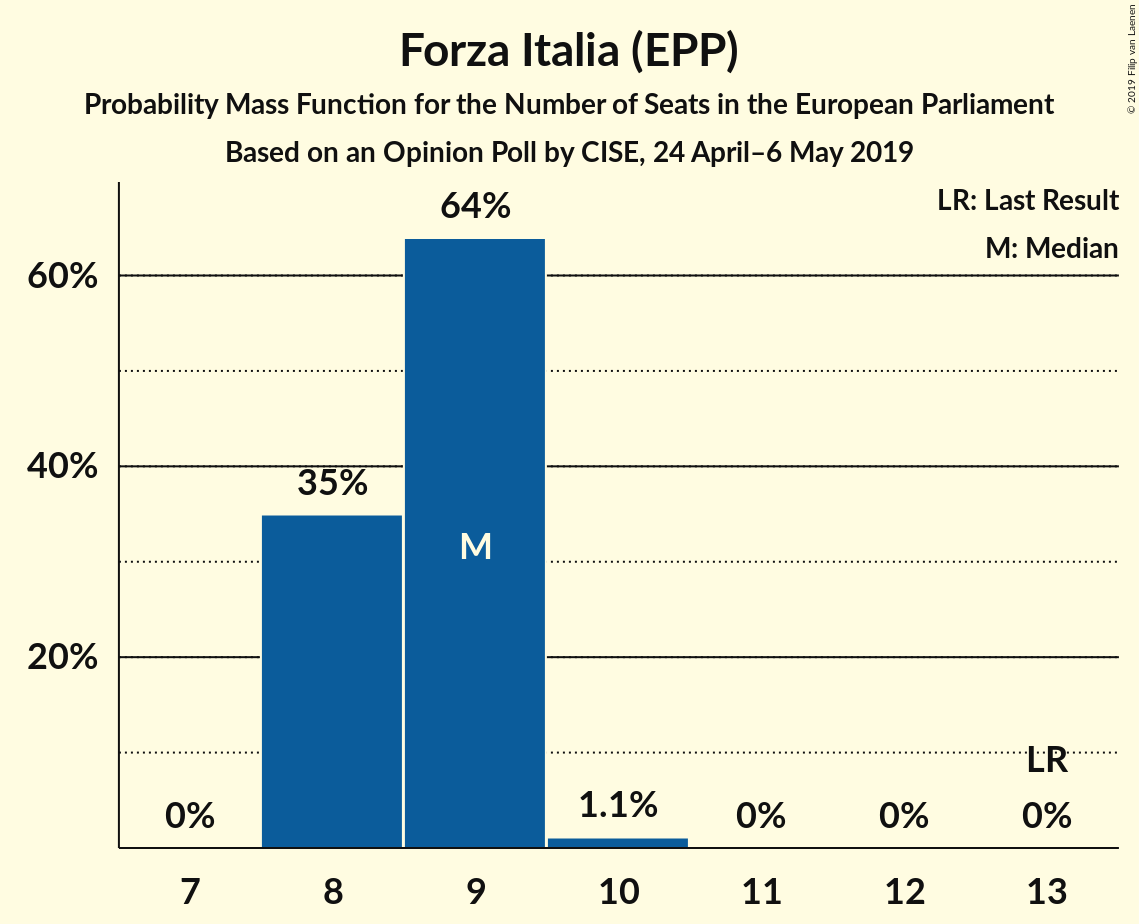 Forza Italia (EPP)
Probability Mass Function for the Number of Seats in the European Parliament
Based on an Opinion Poll by CISE, 24 April–6 May 2019
© 2019 Filip van Laenen
LR: Last Result
M: Median
64%
60%
40%
35%
M
20%
LR
0%
1.1%
0%
0%
0%
7
8
9
10
11
12
13